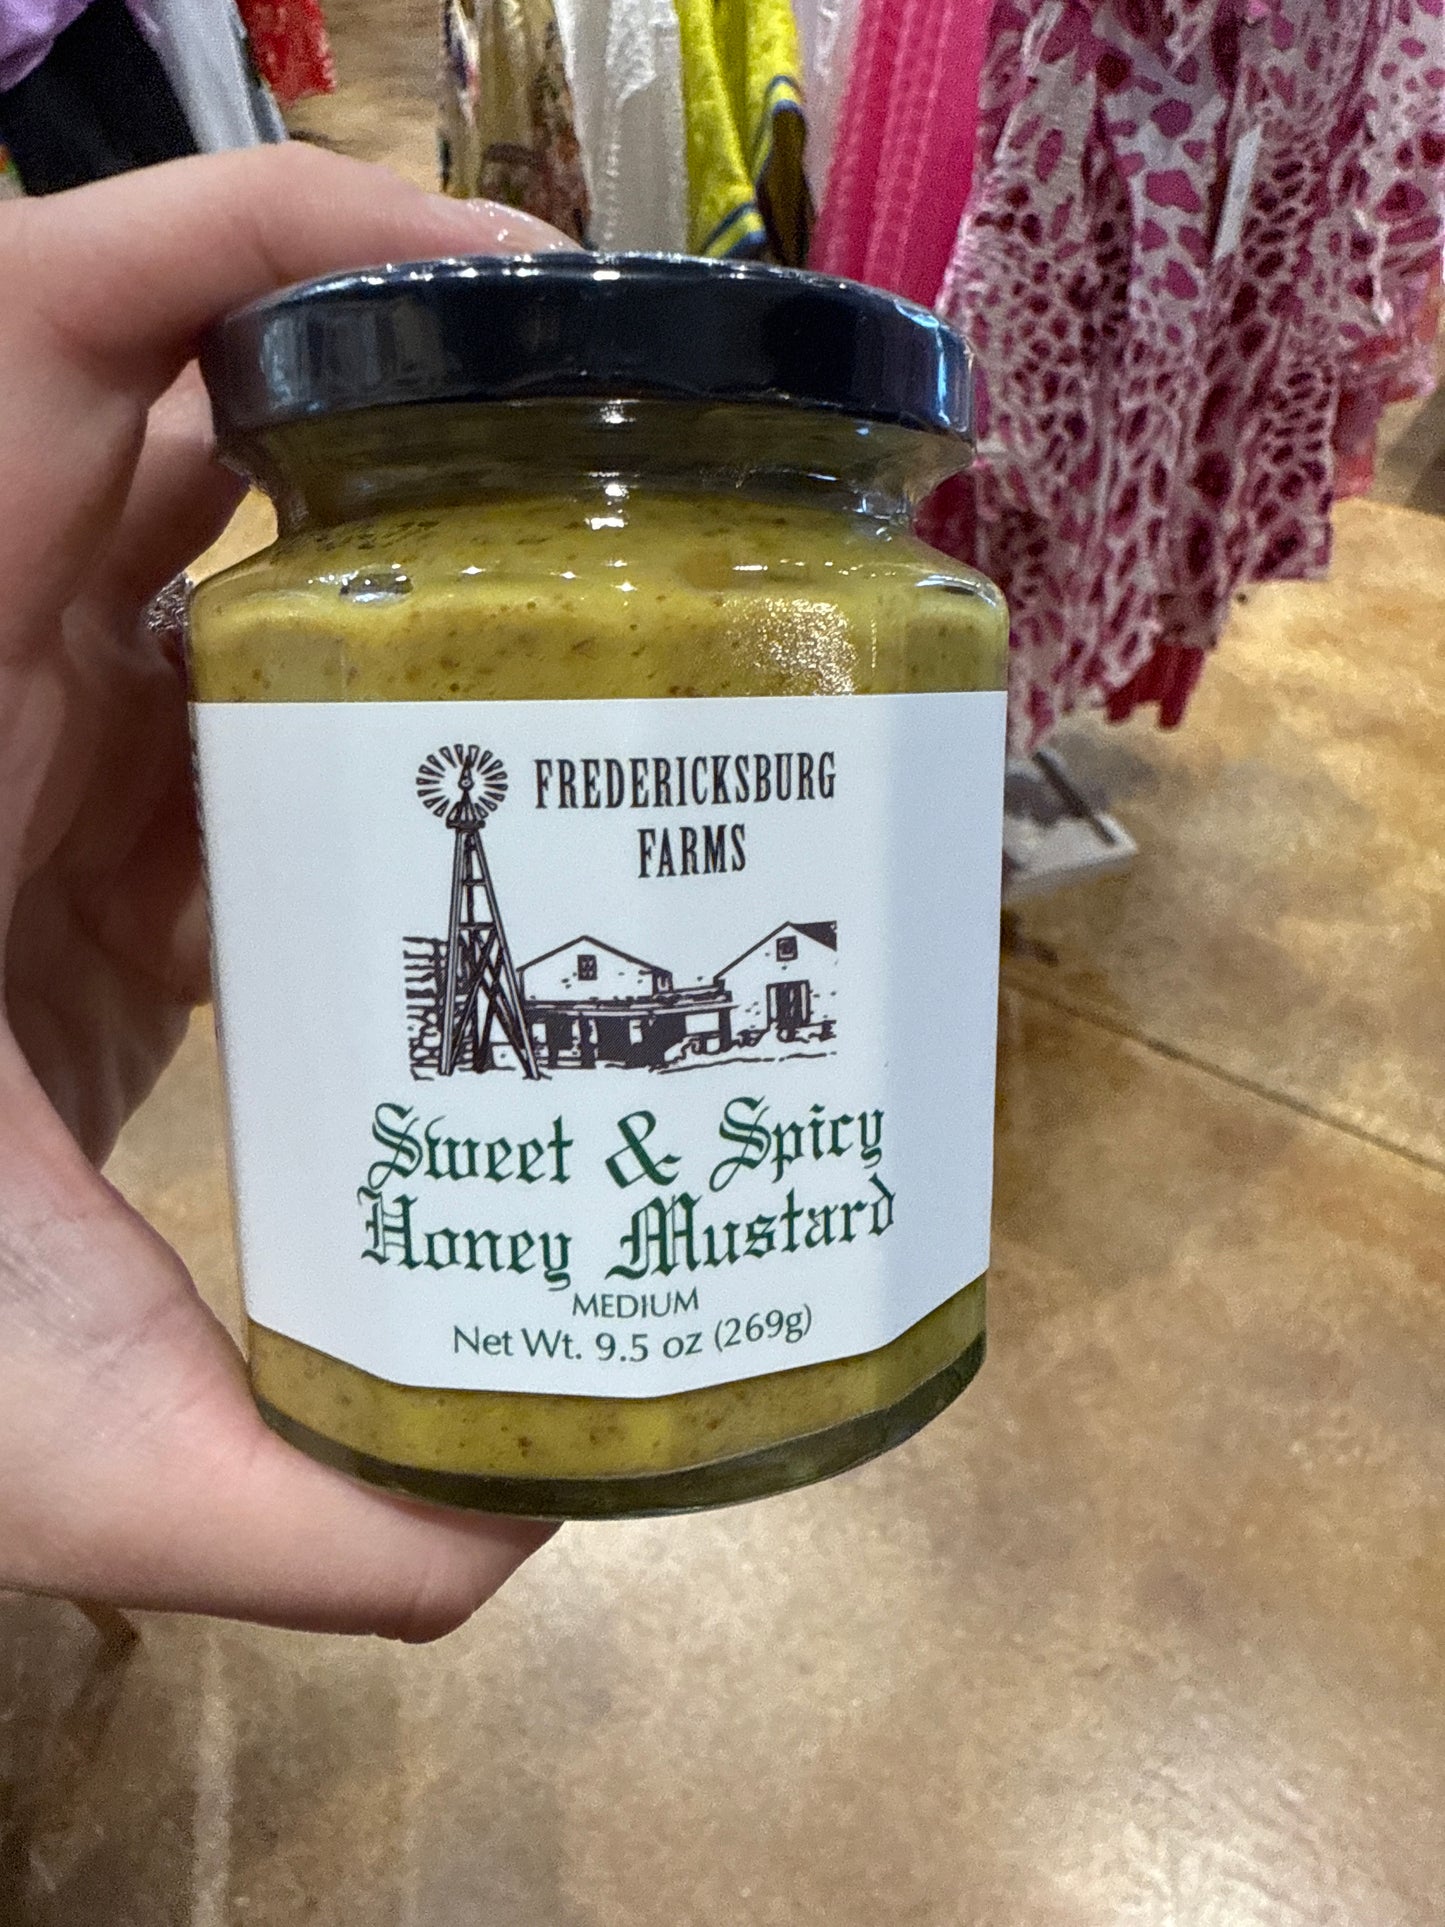 FREDERICKSBURG
FARMS
Sweet & Spicy
Honey Mustard
MEDIUM
Net Wt. 9.5 oz (269g)